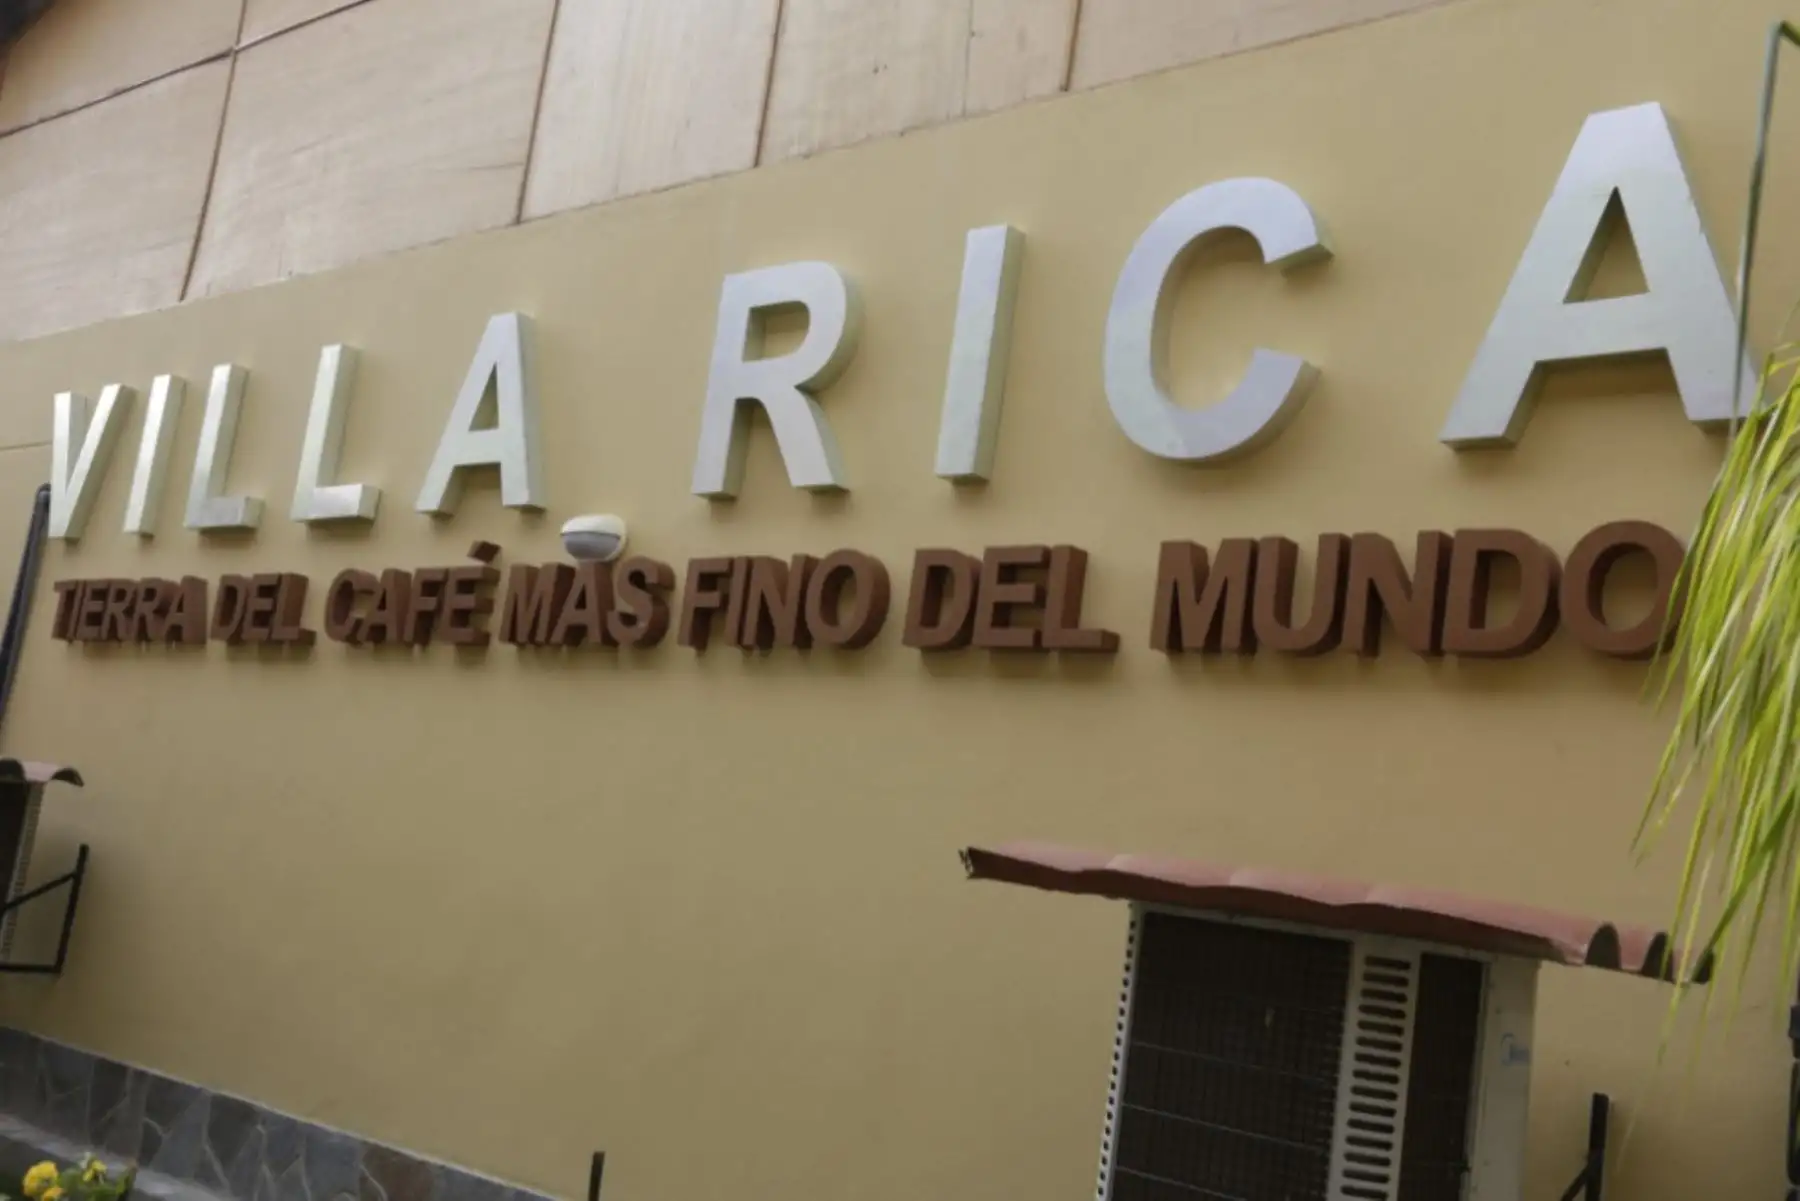 VILLA RICA
TIERRA DEL CAFÉ MÁS FINO DEL MUNDO